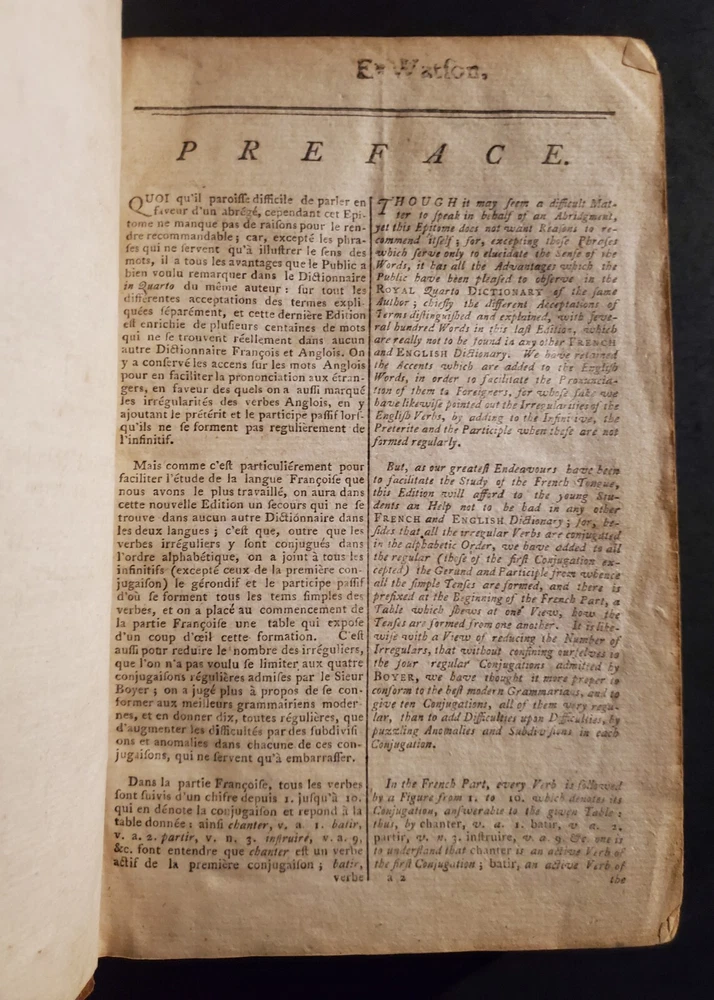 Ex Watſon,
PREFACE.
QUOI qu'il paroiſſe difficile de parler en
faveur d'un abrégé, cependant cet Epi-
tome ne manque pas de raiſons pour le ren-
dre recommandable; car, excepté les phra-
ſes qui ne ſervent qu'à illuſtrer le ſens des
mots, il a tous les avantages que le Public a
bien voulu remarquer dans le Dictionnaire
in Quarto du même auteur: ſur tout les
différentes acceptations des termes expli-
quées ſéparément, et cette dernière Edition
eſt enrichie de pluſieurs centaines de mots
qui ne ſe trouvent réellement dans aucun
autre Dictionnaire François et Anglois. On
y a conſervé les accens ſur les mots Anglois
pour en faciliter la prononciation aux étran-
gers, en faveur des quels on a auſſi marqué
les irrégularités des verbes Anglois, en y
ajoutant le prétérit et le participe paſſif lorſ-
qu'ils ne ſe forment pas regulièrement de
l'infinitif.
Mais comme c'eſt particuliérement pour
faciliter l'étude de la langue Françoiſe que
nous avons le plus travaillé, on aura dans
cette nouvelle Edition un ſecours qui ne ſe
trouve dans aucun autre Dictionnaire dans
les deux langues; c'eſt que, outre que les
verbes irréguliers y ſont conjugués dans
l'ordre alphabétique, on a joint à tous les
infinitifs (excepté ceux de la première con-
jugaiſon) le gérondif et le participe paſſif
d'où ſe forment tous les tems ſimples des
verbes, et on a placé au commencement de
la partie Françoiſe une table qui expoſe
d'un coup d'œil cette formation. C'eſt
auſſi pour reduire le nombre des irréguliers,
que l'on n'a pas voulu ſe limiter aux quatre
conjugaiſons régulières admiſes par le Sieur
Boyer; on a jugé plus à propos de ſe con-
former aux meilleurs grammairiens moder-
nes, et en donner dix, toutes régulières, que
d'augmenter les difficultés par des ſubdiviſi
ons et anomalies dans chacune de ces con-
jugaiſons, qui ne ſervent qu'à embarraſſer.
Dans la partie Françoiſe, tous les verbes
ſont ſuivis d'un chifre depuis 1. juſqu'à 10.
qui en dénote la conjugaiſon et repond à la
table donnée: ainſi chanter, v. a. 1. batir,
v. a. 2. partir, v. n. 3. inſtruire, v. a. 9.
&c. font entendre que chanter eſt un verbe
actif de la première conjugaiſon; batir,
verbe
THOUGH it may ſeem a difficult Mat-
ter to ſpeak in behalf of an Abridgment,
yet this Epitome does not want Reaſons to re-
commend itſelf; for, excepting thoſe Phraſes
which ſerve only to elucidate the Senſe of the
Words, it has all the Advantages which the
Public have been pleaſed to obſerve in the
ROYAL Quarto DICTIONARY of the ſame
Author; chiefly the different Acceptations of
Terms diſtinguiſhed and explained, with ſeve-
ral hundred Words in this laſt Edition, which
are really not to be found in any other FRENCH
and ENGLISH Dictionary. We have retained
the Accents which are added to the Engliſh
Words, in order to facilitate the Pronuncia-
tion of them to Foreigners, for whoſe ſake we
have likewiſe pointed out the Irregularities of the
Engliſh Verbs, by adding to the Infinitive, the
Preterite and the Participle when theſe are not
formed regularly.
But, as our greateſt Endeavours have been
to facilitate the Study of the French Tongue,
this Edition will afford to the young Stu-
dents an Help not to be had in any other
FRENCH and ENGLISH Dictionary; for, be-
ſides that all the irregular Verbs are conjugated
in the alphabetic Order, we have added to all
the regular (thoſe of the firſt Conjugation ex-
cepted) the Gerund and Participle from whence
all the ſimple Tenſes are formed, and there is
prefixed at the Beginning of the French Part, a
Table which ſhews at one View, how the
Tenſes are formed from one another. It is like-
wiſe with a View of reducing the Number of
Irregulars, that without confining ourſelves to
the four regular Conjugations admitted by
BOYER, we have thought it more proper to
conform to the beſt modern Grammarians, and to
give ten Conjugations, all of them very regu-
lar, than to add Difficulties upon Difficulties, by
puzzling Anomalies and Subdiviſions in each
Conjugation.
In the French Part, every Verb is followed
by a Figure from 1. to 10. which denotes its
Conjugation, anſwerable to the given Table:
thus, by chanter, v. a. 1. batir, v a. 2.
partir, v. n. 3. inſtruire, v. a. 9 &c. one is
to underſtand that chanter is an active Verb of
the firſt Conjugation; batir, an active Verb of
a 2
the